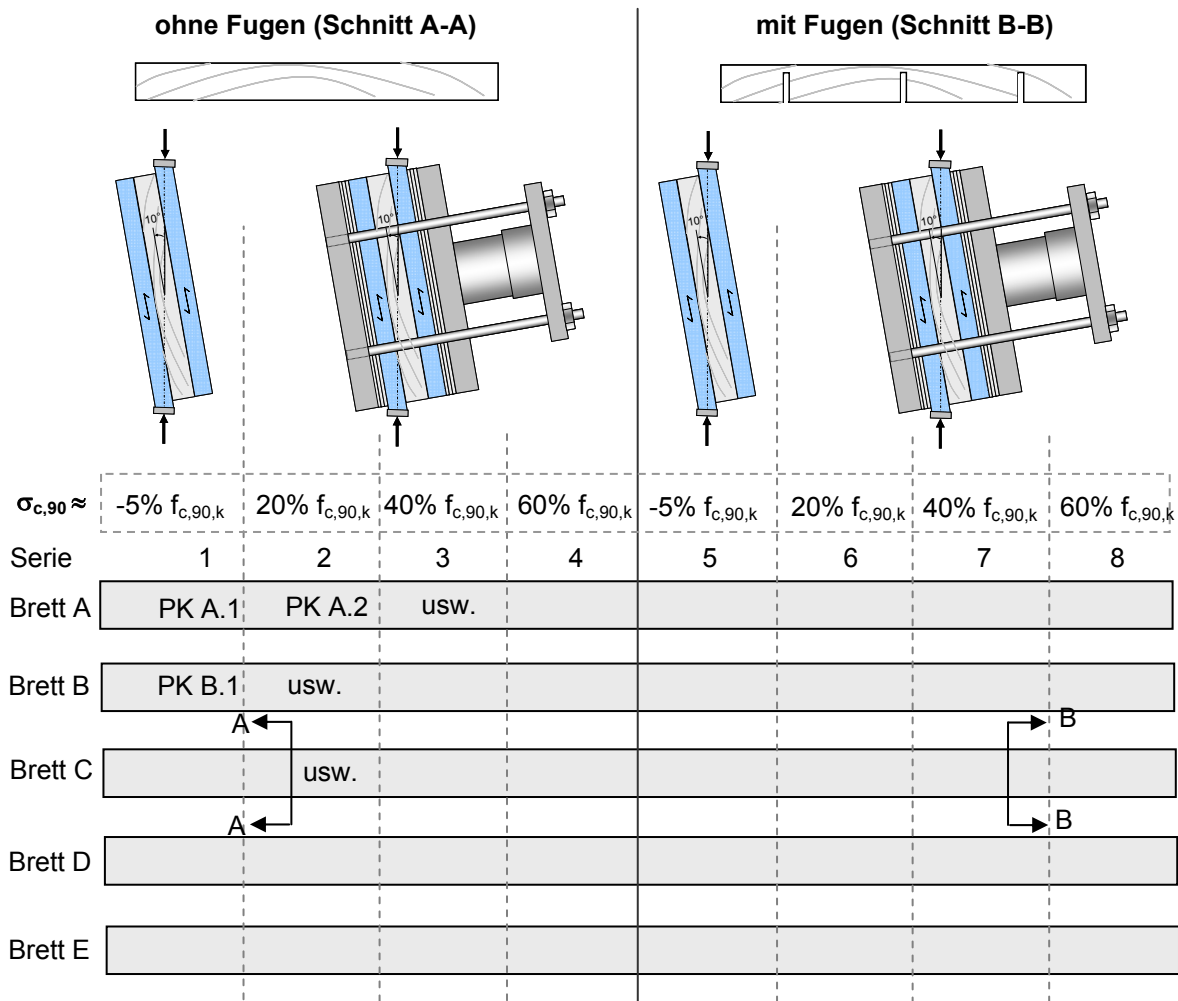 ohne Fugen (Schnitt A-A)
mit Fugen (Schnitt B-B)
10°
10°
10°
10°
σc,90 ≈ -5% fc,90,k 20% fc,90,k 40% fc,90,k 60% fc,90,k -5% fc,90,k 20% fc,90,k 40% fc,90,k 60% fc,90,k
Serie 1 2 3 4 5 6 7 8
Brett A PK A.1 PK A.2 usw.
Brett B PK B.1 usw.
A B
Brett C usw.
A B
Brett D
Brett E